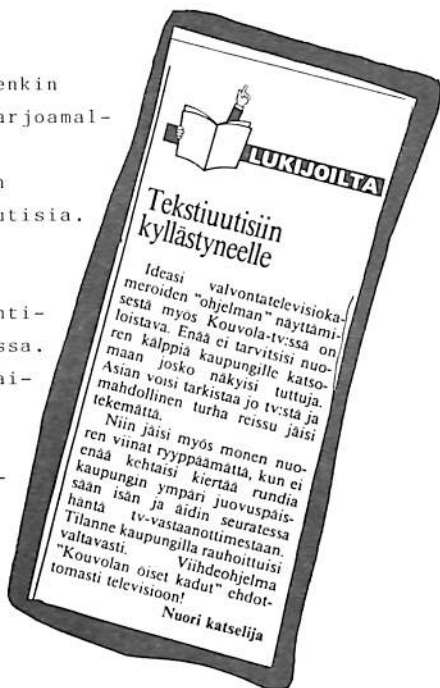 enkin
arjoamal-
n
utisia.
nti-
ssa.
ai-
-
LUKIJOILTA
Tekstiuutisiin
kyllästyneelle
Ideasi valvontatelevisioka-
meroiden "ohjelman" näyttämi-
sestä myös Kouvola-tv:ssä on
loistava. Enää ei tarvitsisi nuo-
ren kälppiä kaupungille katso-
maan josko näkyisi tuttuja.
Asian voisi tarkistaa jo tv:stä ja
mahdollinen turha reissu jäisi
tekemättä.
Niin jäisi myös monen nuo-
ren viinat ryyppäämättä, kun ei
enää kehtaisi kiertää rundia
kaupungin ympäri juovuspäis-
sään isän ja äidin seuratessa
häntä tv-vastaanottimestaan.
Tilanne kaupungilla rauhoittuisi
valtavasti. Viihdeohjelma
"Kouvolan öiset kadut" ehdot-
tomasti televisioon!
Nuori katselija